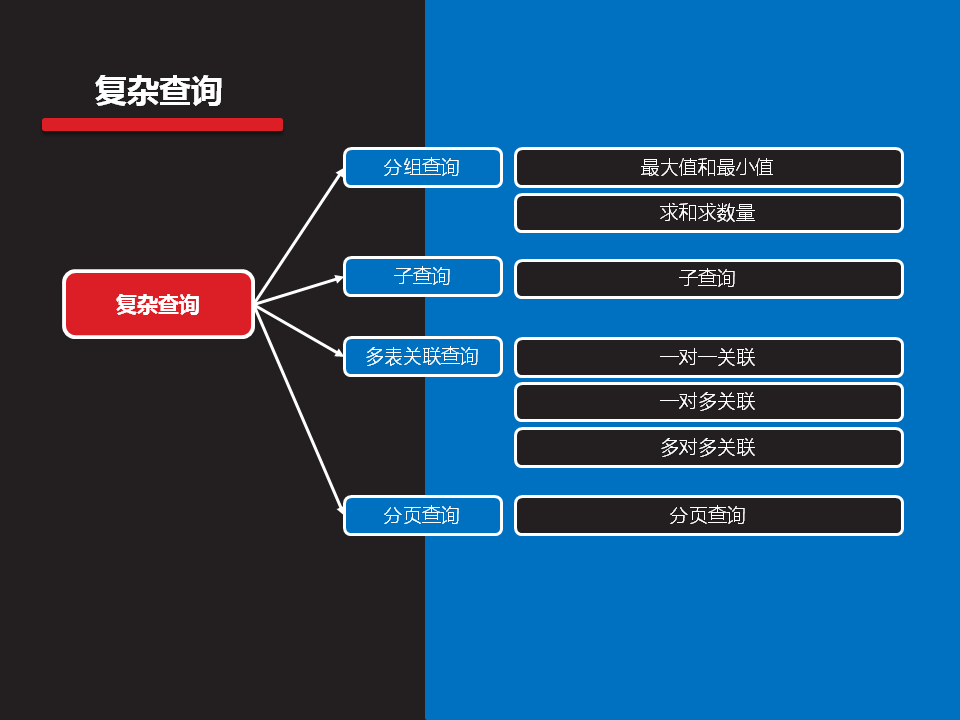 复杂查询
分组查询
最大值和最小值
求和求数量
复杂查询
子查询
子查询
多表关联查询
一对一关联
一对多关联
多对多关联
分页查询
分页查询